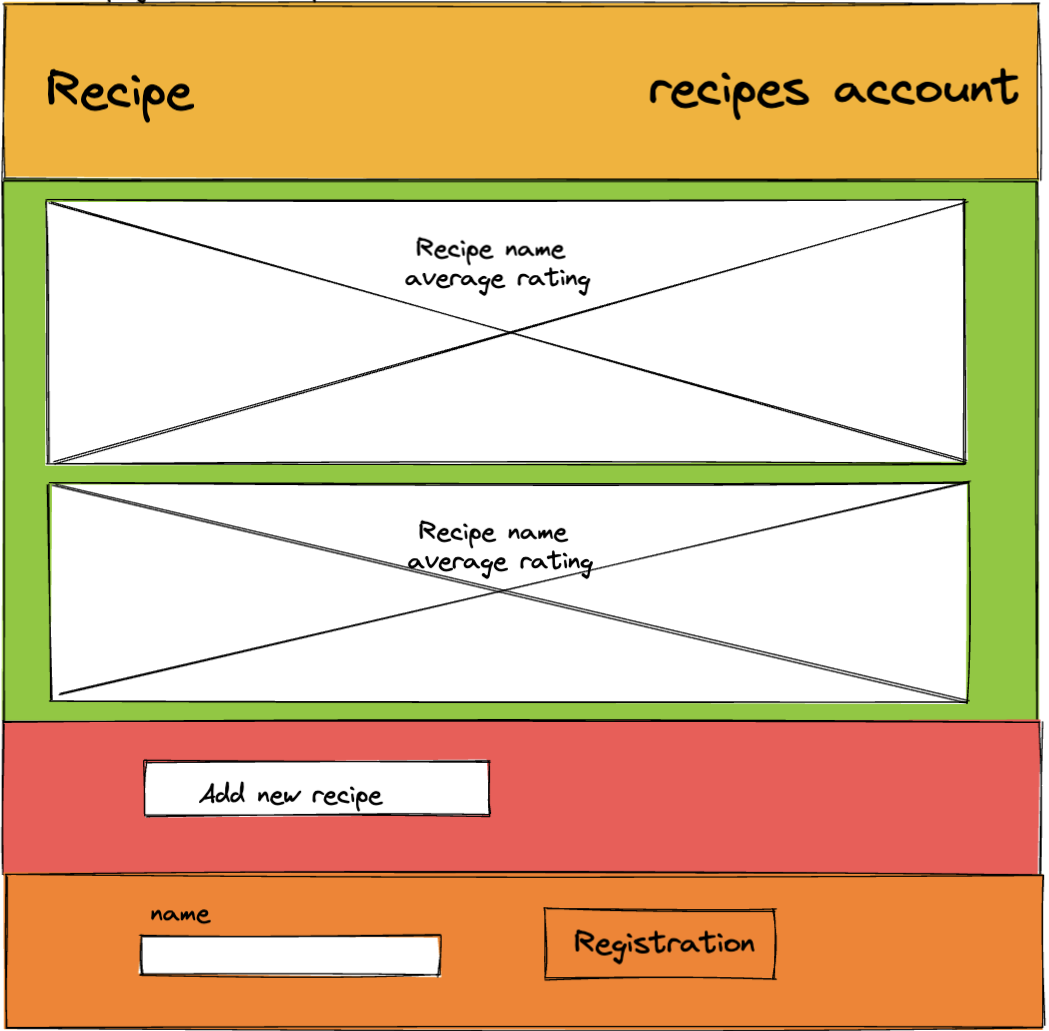 Recipe
recipes account
Recipe name
average rating
Recipe name
average rating
Add new recipe
name
Registration